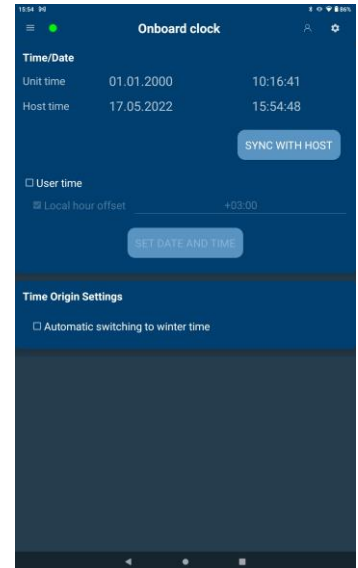 15:54
86%
Onboard clock
Time/Date
Unit time 01.01.2000 10:16:41
Host time 17.05.2022 15:54:48
SYNC WITH HOST
User time
Local hour offset +03:00
SET DATE AND TIME
Time Origin Settings
Automatic switching to winter time